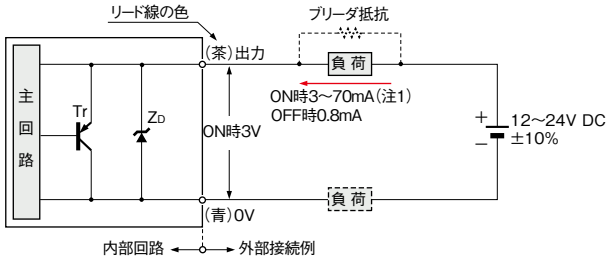 リード線の色
ブリーダ抵抗
(茶)出力
負荷
主回路
Tr
ZD
ON時3V
ON時3～70mA(注1)
OFF時0.8mA
+
−
12～24V DC
±10%
負荷
(青)0V
内部回路
外部接続例